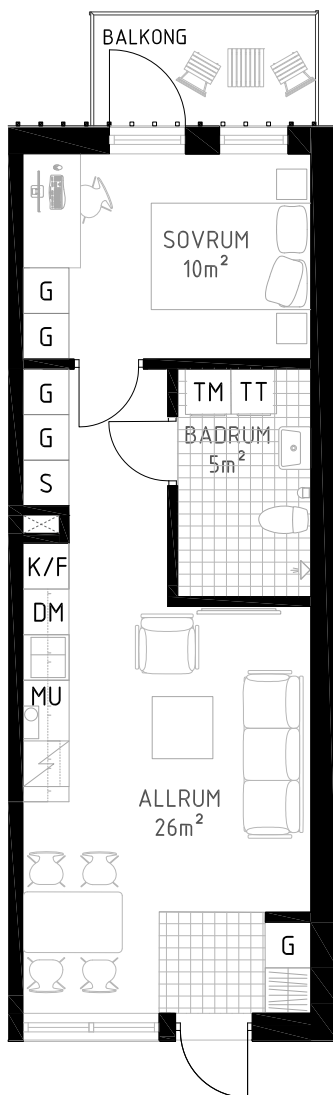 BALKONG
SOVRUM
10m²
G
G
G
G
S
TM TT
BADRUM
5m²
K/F
DM
MU
ALLRUM
26m²
G